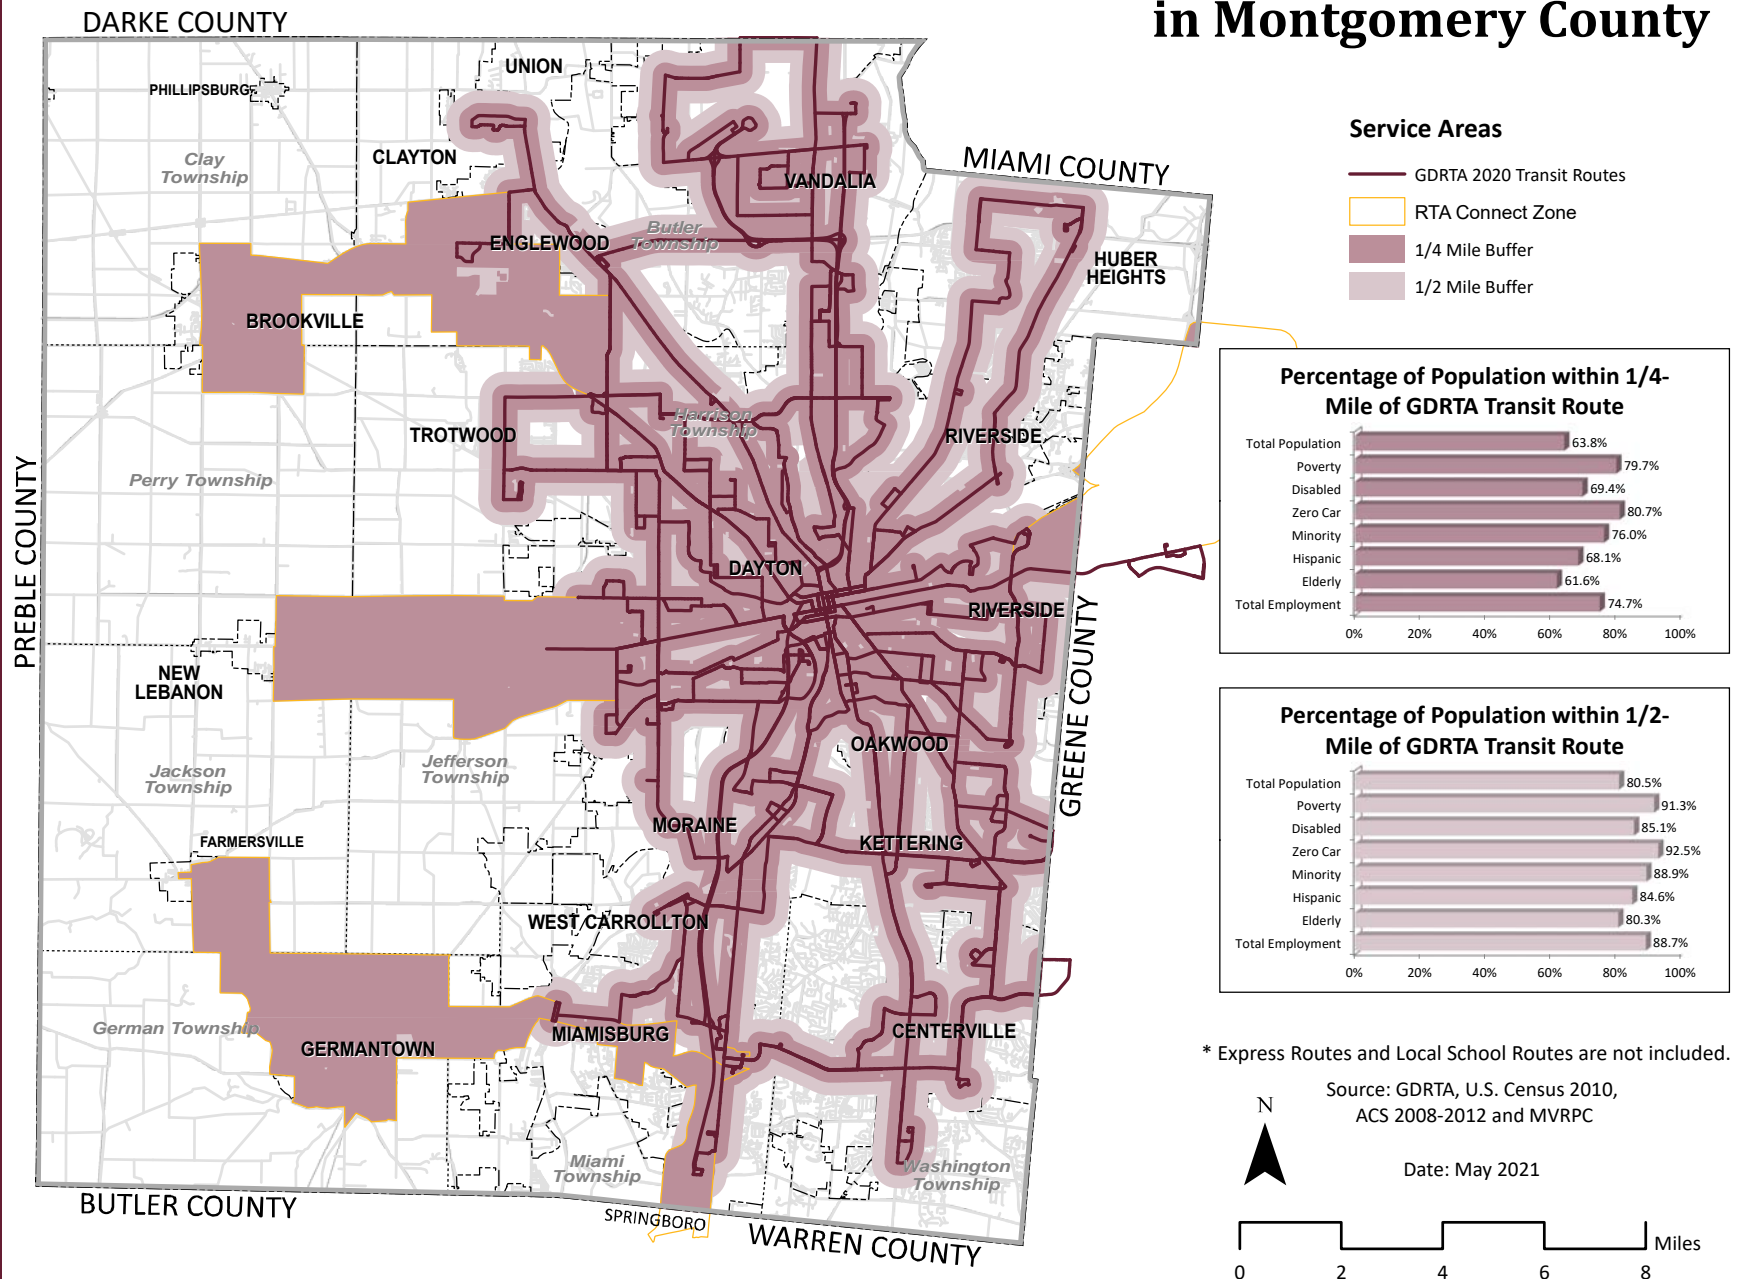 in Montgomery County
DARKE COUNTY
UNION
PHILLIPSBURG
CLAYTON
Clay
Township
VANDALIA
MIAMI COUNTY
ENGLEWOOD
Butler
Township
HUBER
HEIGHTS
BROOKVILLE
TROTWOOD
Harrison
Township
RIVERSIDE
Perry Township
PREBLE COUNTY
DAYTON
RIVERSIDE
NEW
LEBANON
GREENE COUNTY
OAKWOOD
Jackson
Township
Jefferson
Township
MORAINE
KETTERING
FARMERSVILLE
WEST CARROLLTON
German Township
GERMANTOWN
MIAMISBURG
CENTERVILLE
Miami
Township
Washington
Township
BUTLER COUNTY
SPRINGBORO
WARREN COUNTY
Service Areas
GDRTA 2020 Transit Routes
RTA Connect Zone
1/4 Mile Buffer
1/2 Mile Buffer
Percentage of Population within 1/4-
Mile of GDRTA Transit Route
Total Population 63.8%
Poverty 79.7%
Disabled 69.4%
Zero Car 80.7%
Minority 76.0%
Hispanic 68.1%
Elderly 61.6%
Total Employment 74.7%
0% 20% 40% 60% 80% 100%
Percentage of Population within 1/2-
Mile of GDRTA Transit Route
Total Population 80.5%
Poverty 91.3%
Disabled 85.1%
Zero Car 92.5%
Minority 88.9%
Hispanic 84.6%
Elderly 80.3%
Total Employment 88.7%
0% 20% 40% 60% 80% 100%
* Express Routes and Local School Routes are not included.
Source: GDRTA, U.S. Census 2010,
ACS 2008-2012 and MVRPC
N
Date: May 2021
Miles
0 2 4 6 8